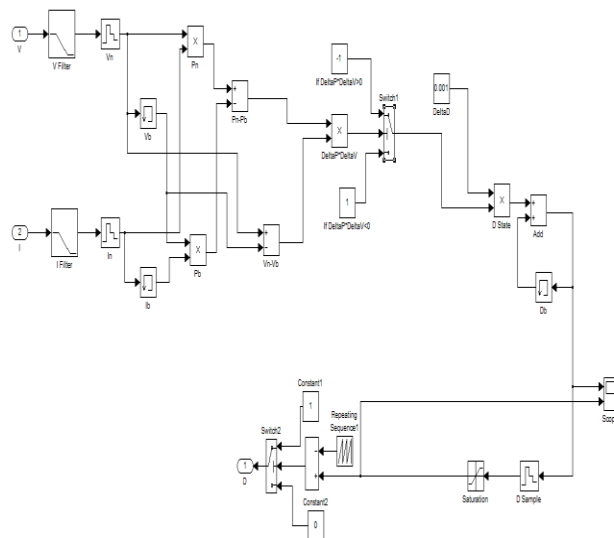 1
V
V Filter
Vn
X
Pn
+
−
Pn-Pb
Vb
-1
If DeltaP*DeltaV>0
Switch1
0.001
DeltaD
X
DeltaP*DeltaV
1
If DeltaP*DeltaV<0
X
D State
+
+
Add
2
I
I Filter
In
X
Pb
+
−
Vn-Vb
Ib
Db
Constant1
1
Repeating
Sequence1
Scop
Switch2
1
D
−
+
Constant2
0
Saturation
D Sample